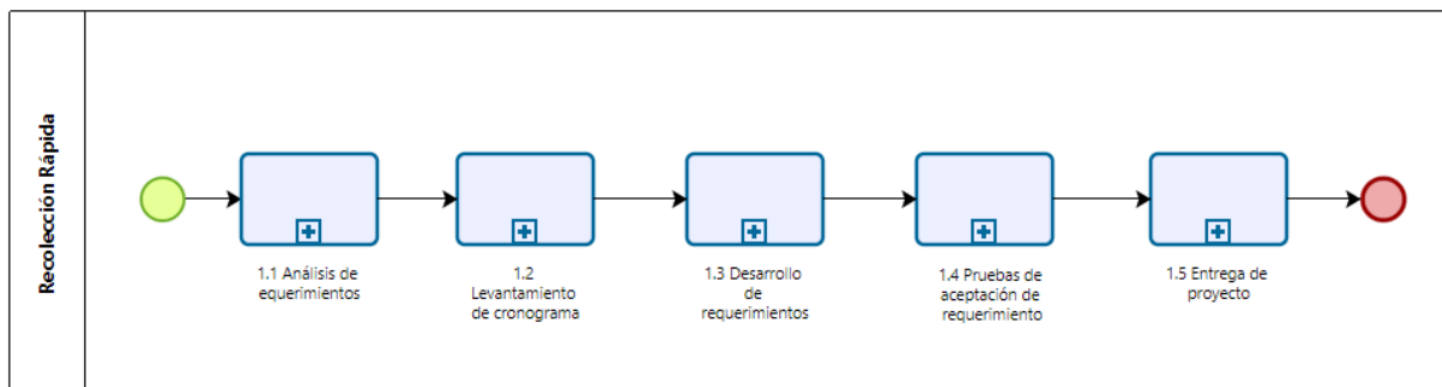 Recolección Rápida
1.1 Análisis de
equerimientos
1.2
Levantamiento
de cronograma
1.3 Desarrollo
de
requerimientos
1.4 Pruebas de
aceptación de
requerimiento
1.5 Entrega de
proyecto